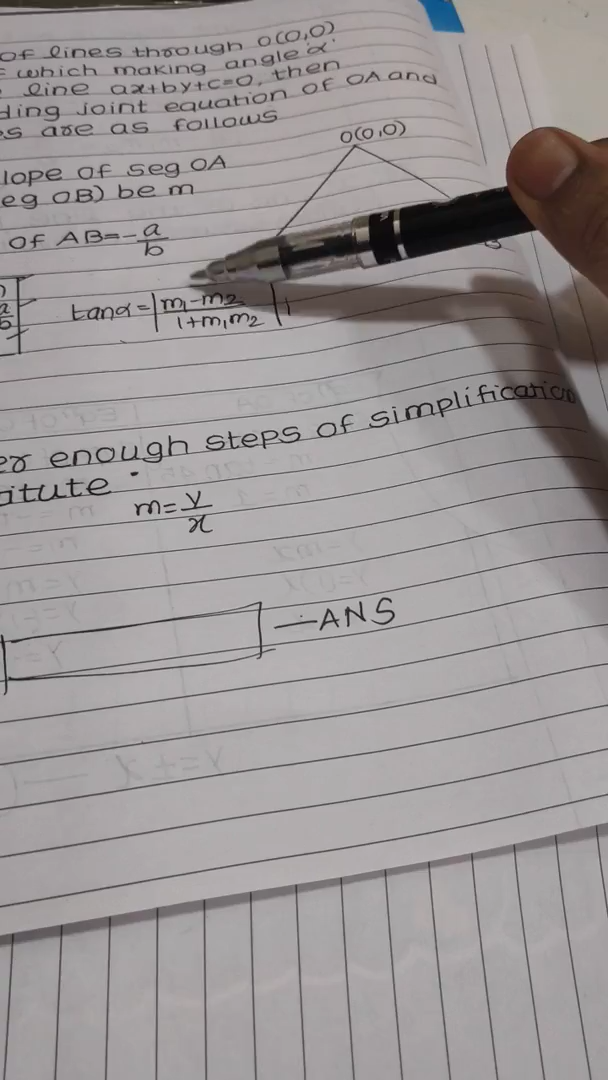 of lines through O(0,0)
which making angle α
line ax+by+c=0, then
ding joint equation of OA and
es are as follows
O(0,0)
lope of seg OA
eg OB) be m
of AB=-a/b
tanα=|m₁-m₂/1+m₁m₂|
er enough steps of simplification
itute
m=y/x
—ANS